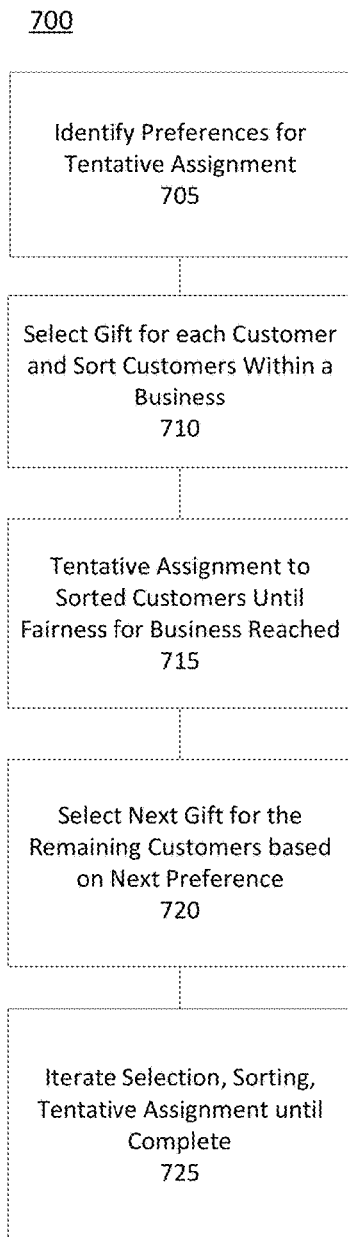 700
Identify Preferences for
Tentative Assignment
705
Select Gift for each Customer
and Sort Customers Within a
Business
710
Tentative Assignment to
Sorted Customers Until
Fairness for Business Reached
715
Select Next Gift for the
Remaining Customers based
on Next Preference
720
Iterate Selection, Sorting,
Tentative Assignment until
Complete
725